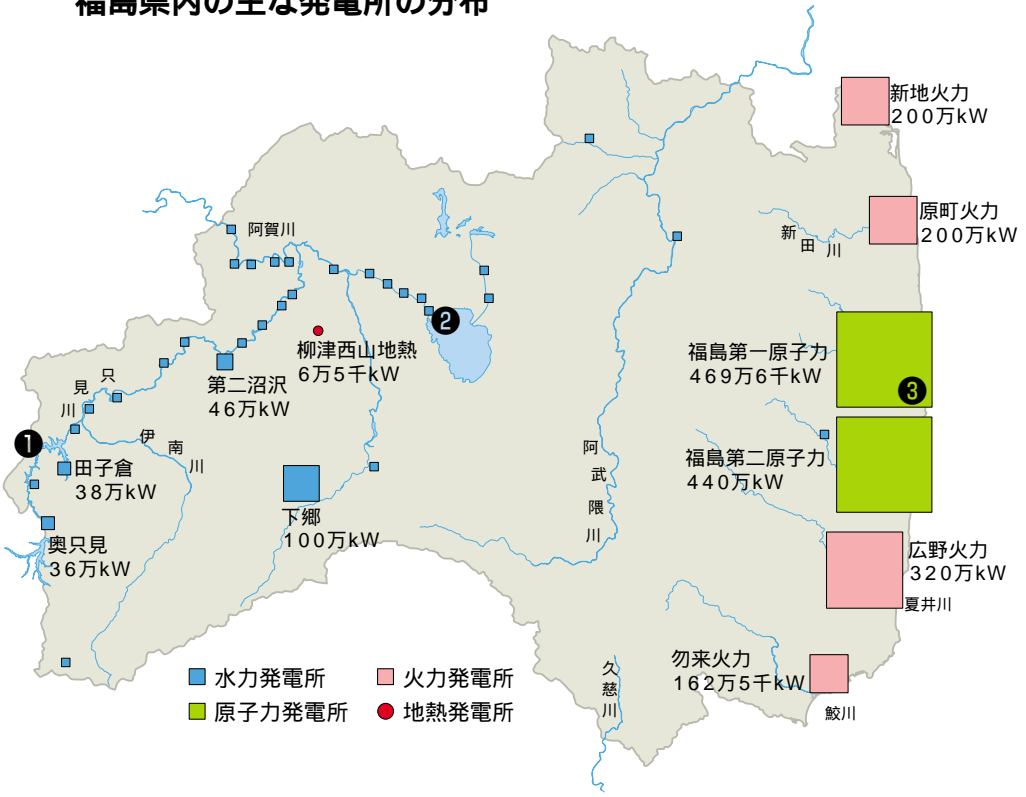 福島県内の主な発電所の分布
新地火力
200万kW
原町火力
200万kW
新田川
阿賀川
❷
柳津西山地熱
6万5千kW
福島第一原子力
469万6千kW
❸
第二沼沢
46万kW
只見川
❶
伊南川
田子倉
38万kW
阿武隈川
福島第二原子力
440万kW
下郷
100万kW
奥只見
36万kW
広野火力
320万kW
夏井川
勿来火力
162万5千kW
久慈川
鮫川
水力発電所
火力発電所
原子力発電所
地熱発電所